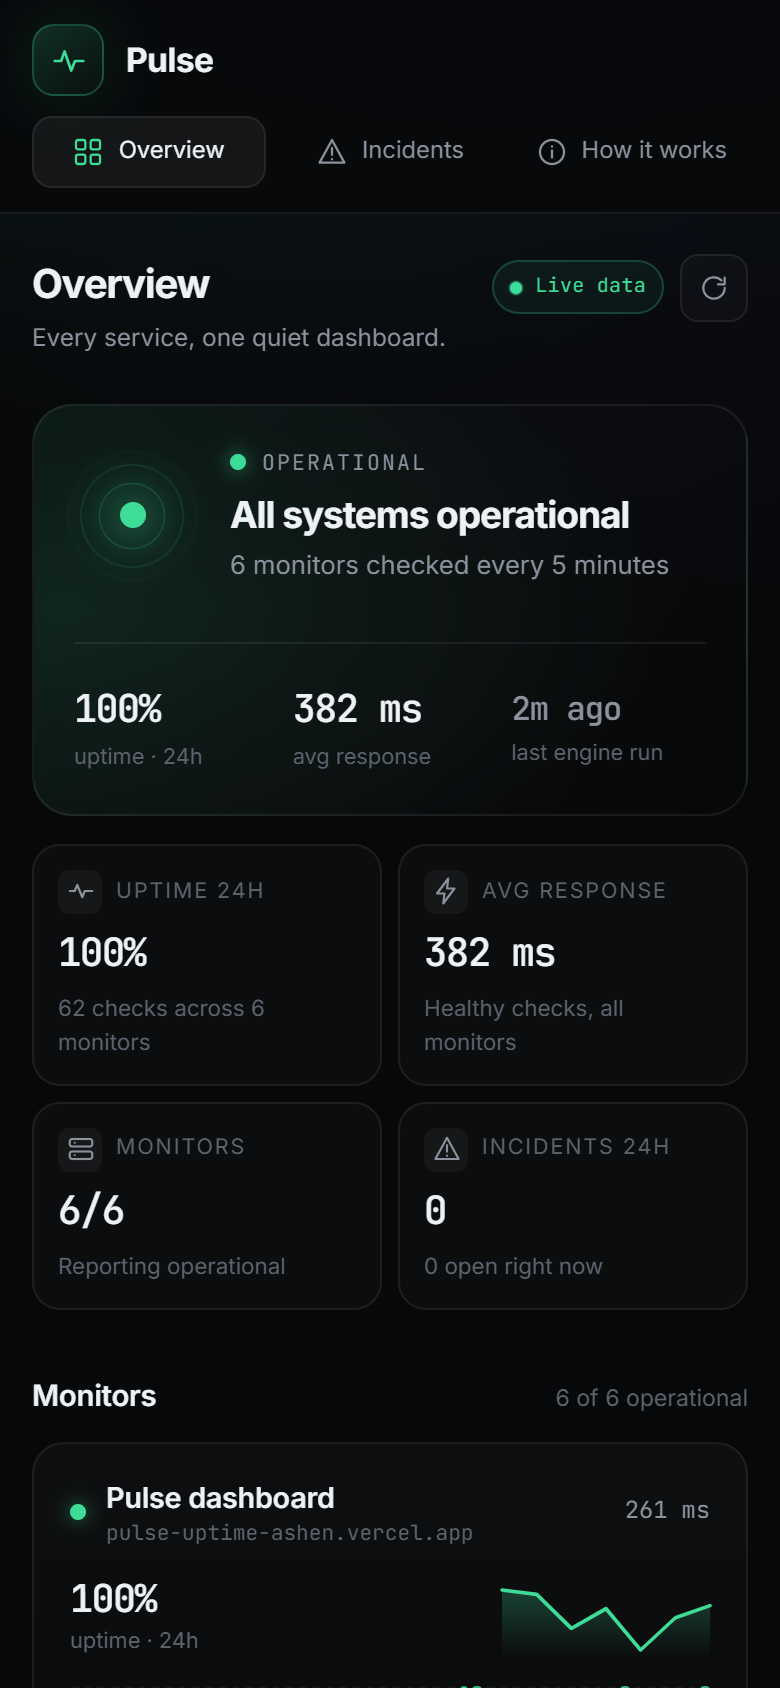 Pulse
Overview
Incidents
How it works
Overview
Live data
Every service, one quiet dashboard.
OPERATIONAL
All systems operational
6 monitors checked every 5 minutes
100%
382 ms
2m ago
uptime · 24h
avg response
last engine run
UPTIME 24H
100%
62 checks across 6
monitors
AVG RESPONSE
382 ms
Healthy checks, all
monitors
MONITORS
6/6
Reporting operational
INCIDENTS 24H
0
0 open right now
Monitors
6 of 6 operational
Pulse dashboard
261 ms
pulse-uptime-ashen.vercel.app
100%
uptime · 24h